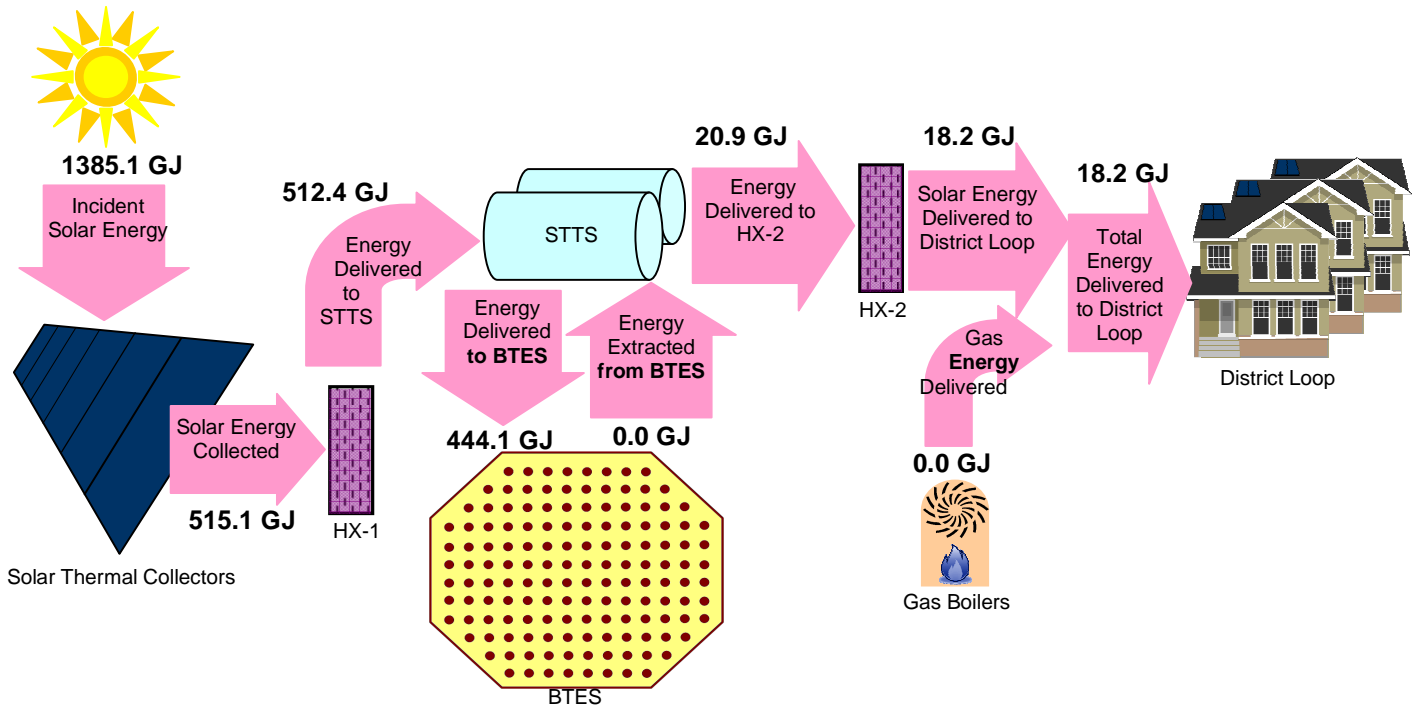 1385.1 GJ
Incident
Solar Energy
512.4 GJ
Energy
Delivered
to
STTS
STTS
20.9 GJ
Energy
Delivered to
HX-2
18.2 GJ
Solar Energy
Delivered to
District Loop
HX-2
18.2 GJ
Total
Energy
Delivered
to District
Loop
District Loop
Energy
Delivered
to BTES
Energy
Extracted
from BTES
Gas
Energy
Delivered
Solar Energy
Collected
515.1 GJ
HX-1
444.1 GJ
0.0 GJ
0.0 GJ
Solar Thermal Collectors
Gas Boilers
BTES